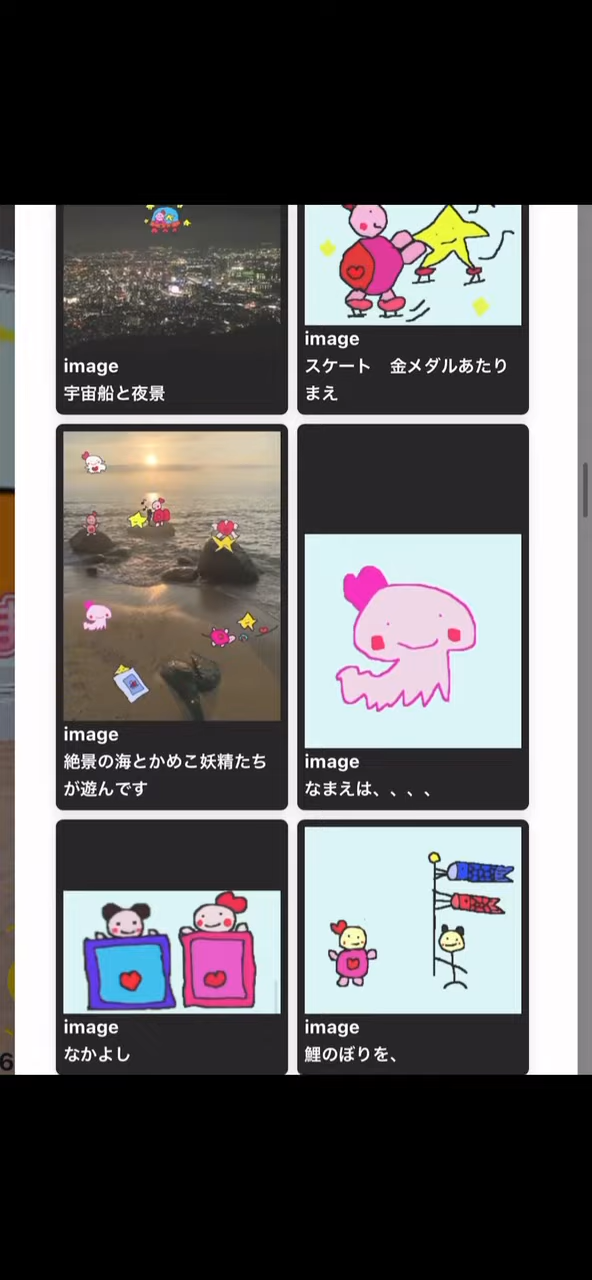 image
宇宙船と夜景
image
スケート　金メダルあたり
まえ
image
絶景の海とかめこ妖精たち
が遊んです
image
なまえは、、、、
image
なかよし
image
鯉のぼりを、
6